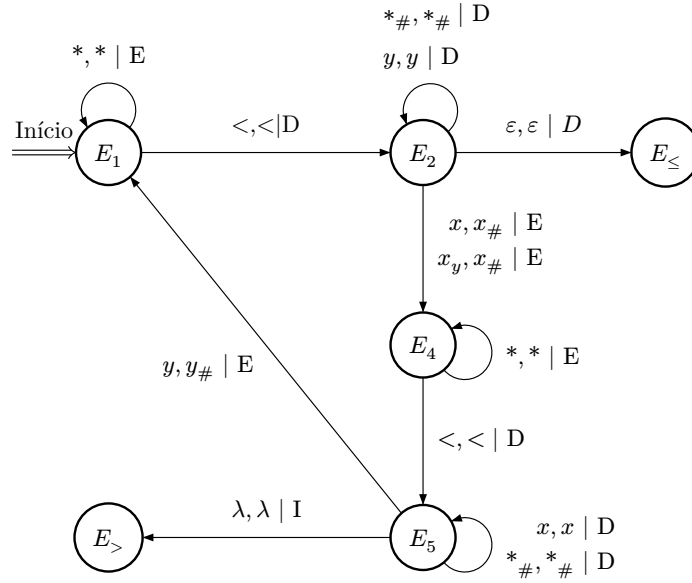 *#, *# | D
*, * | E
y, y | D
Início
<,<|D
ε, ε | D
E1
E2
E≤
x, x# | E
xy, x# | E
E4
*, * | E
y, y# | E
<, < | D
λ, λ | I
x, x | D
E>
E5
*#, *# | D